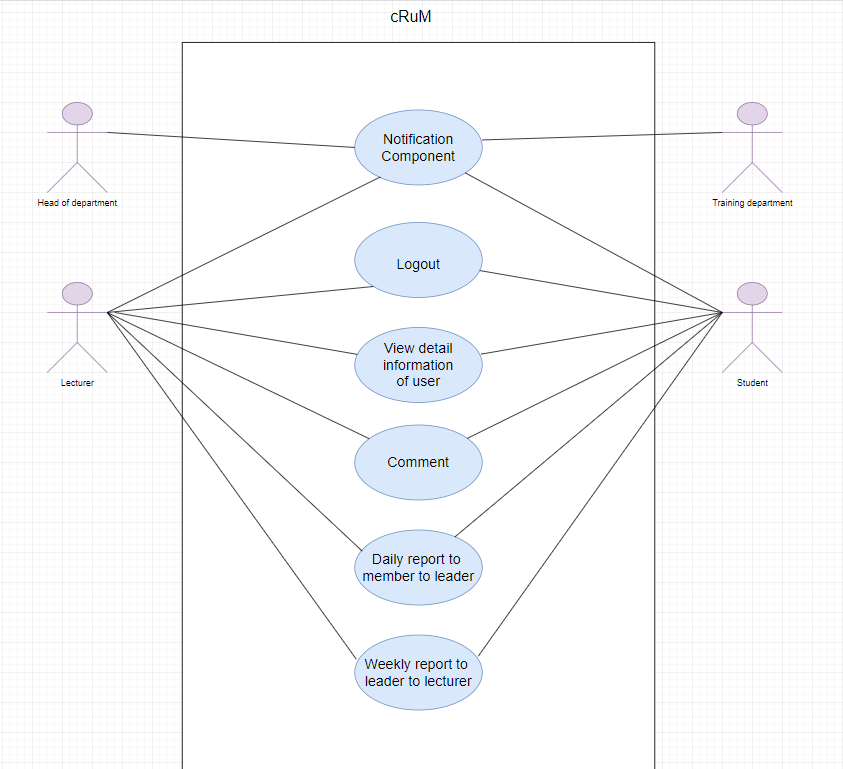 cRuM
Notification
Component
Head of department
Training department
Logout
View detail
information
of user
Lecturer
Student
Comment
Daily report to
member to leader
Weekly report to
leader to lecturer